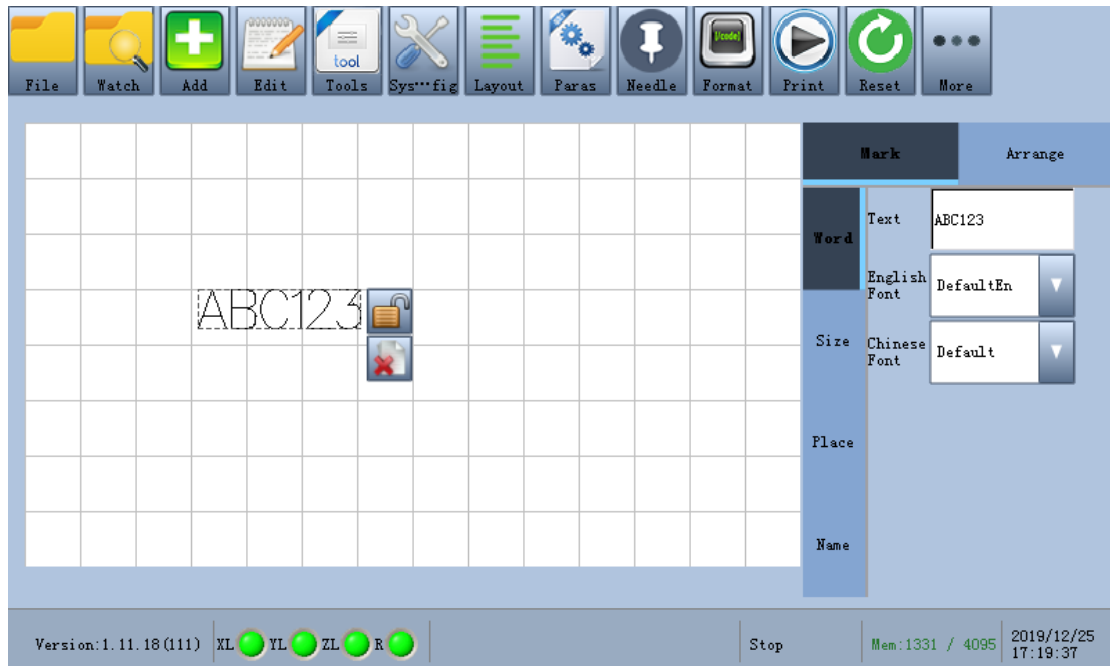 [Vcode]
tool
File Watch Add Edit Tools Sys…fig Layout Paras Needle Format Print Reset More
Mark Arrange
Word
Text ABC123
English Font DefaultEn
Size
Chinese Font Default
ABC123
Place
Name
Version:1.11.18(111) XL YL ZL R Stop Mem:1331 / 4095 2019/12/25
17:19:37